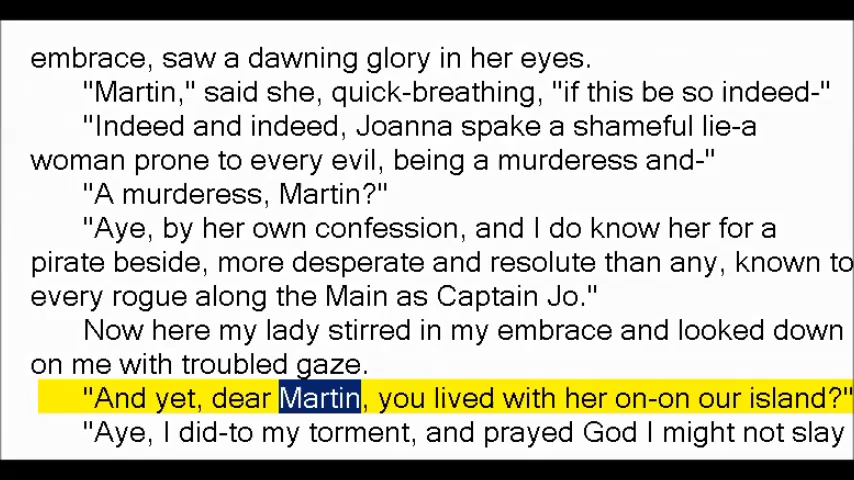 embrace, saw a dawning glory in her eyes.
"Martin," said she, quick-breathing, "if this be so indeed-"
"Indeed and indeed, Joanna spake a shameful lie-a
woman prone to every evil, being a murderess and-"
"A murderess, Martin?"
"Aye, by her own confession, and I do know her for a
pirate beside, more desperate and resolute than any, known to
every rogue along the Main as Captain Jo."
Now here my lady stirred in my embrace and looked down
on me with troubled gaze.
"And yet, dear Martin, you lived with her on-on our island?"
"Aye, I did-to my torment, and prayed God I might not slay